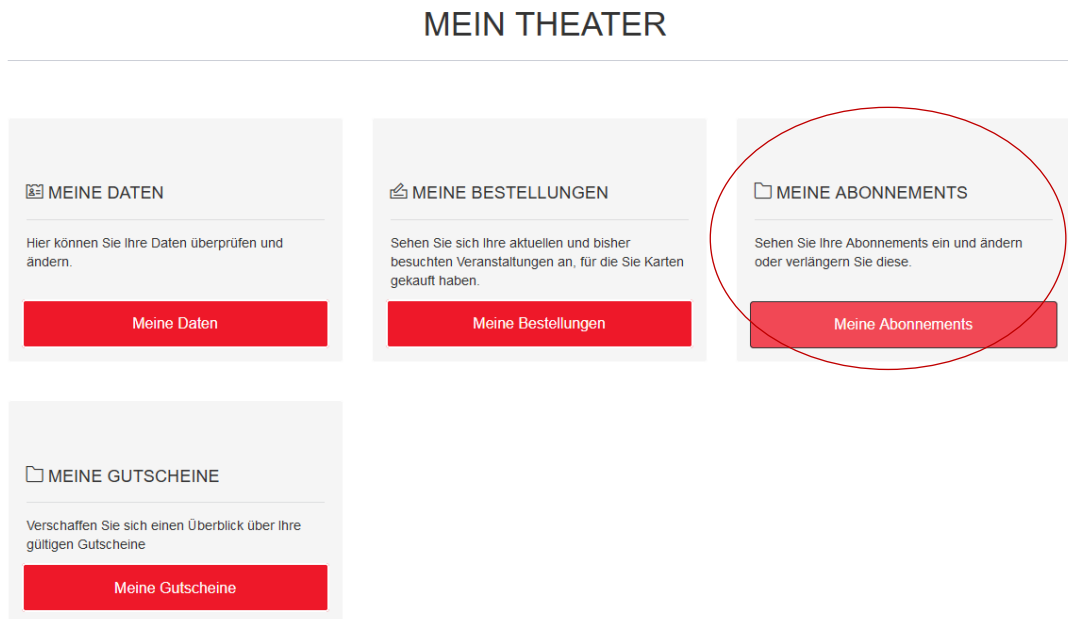 MEIN THEATER
MEINE DATEN
Hier können Sie Ihre Daten überprüfen und
ändern.
Meine Daten
MEINE BESTELLUNGEN
Sehen Sie sich Ihre aktuellen und bisher
besuchten Veranstaltungen an, für die Sie Karten
gekauft haben.
Meine Bestellungen
MEINE ABONNEMENTS
Sehen Sie Ihre Abonnements ein und ändern
oder verlängern Sie diese.
Meine Abonnements
MEINE GUTSCHEINE
Verschaffen Sie sich einen Überblick über Ihre
gültigen Gutscheine
Meine Gutscheine